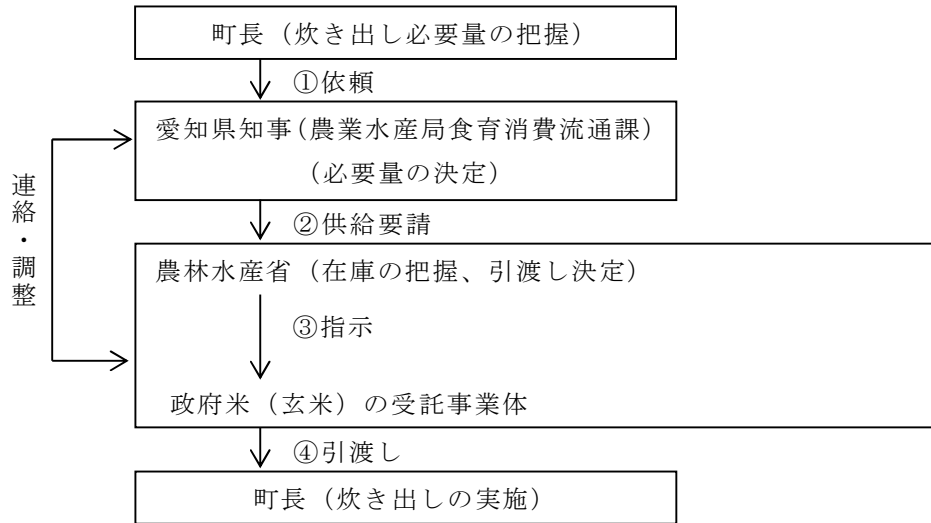 町長（炊き出し必要量の把握）
①依頼
愛知県知事（農業水産局食育消費流通課）
（必要量の決定）
連絡・調整
②供給要請
農林水産省（在庫の把握、引渡し決定）
③指示
政府米（玄米）の受託事業体
④引渡し
町長（炊き出しの実施）